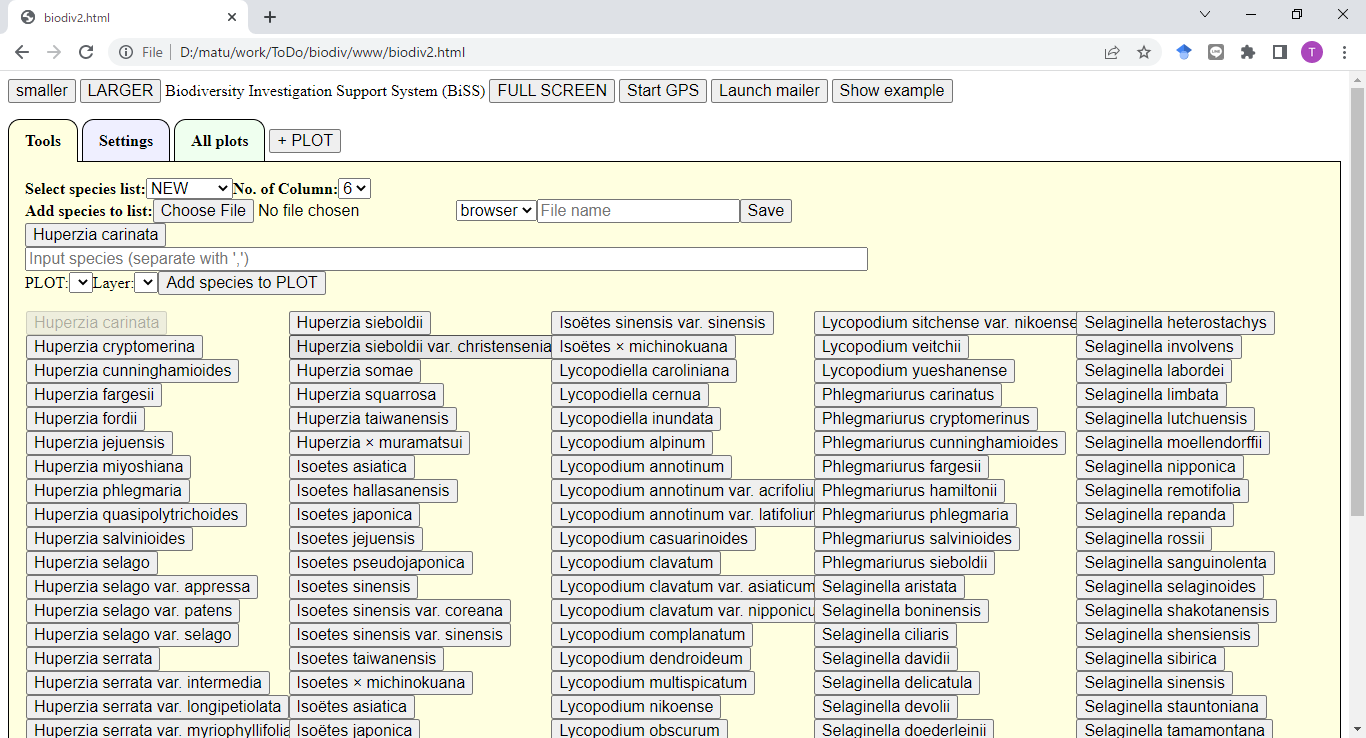 biodiv2.html
File D:/matu/work/ToDo/biodiv/www/biodiv2.html
T
smaller LARGER Biodiversity Investigation Support System (BiSS) FULL SCREEN Start GPS Launch mailer Show example
Tools Settings All plots + PLOT
Select species list: NEW No. of Column: 6
Add species to list: Choose File No file chosen browser File name Save
Huperzia carinata
Input species (separate with ',')
PLOT: Layer: Add species to PLOT
Huperzia carinata Huperzia sieboldii Isoëtes sinensis var. sinensis Lycopodium sitchense var. nikoense Selaginella heterostachys
Huperzia cryptomerina Huperzia sieboldii var. christensenia Isoëtes × michinokuana Lycopodium veitchii Selaginella involvens
Huperzia cunninghamioides Huperzia somae Lycopodiella caroliniana Lycopodium yueshanense Selaginella labordei
Huperzia fargesii Huperzia squarrosa Lycopodiella cernua Phlegmariurus carinatus Selaginella limbata
Huperzia fordii Huperzia taiwanensis Lycopodiella inundata Phlegmariurus cryptomerinus Selaginella lutchuensis
Huperzia jejuensis Huperzia × muramatsui Lycopodium alpinum Phlegmariurus cunninghamioides Selaginella moellendorffii
Huperzia miyoshiana Isoetes asiatica Lycopodium annotinum Phlegmariurus fargesii Selaginella nipponica
Huperzia phlegmaria Isoetes hallasanensis Lycopodium annotinum var. acrifoliu Phlegmariurus hamiltonii Selaginella remotifolia
Huperzia quasipolytrichoides Isoetes japonica Lycopodium annotinum var. latifoliun Phlegmariurus phlegmaria Selaginella repanda
Huperzia salvinioides Isoetes jejuensis Lycopodium casuarinoides Phlegmariurus salvinioides Selaginella rossii
Huperzia selago Isoetes pseudojaponica Lycopodium clavatum Phlegmariurus sieboldii Selaginella sanguinolenta
Huperzia selago var. appressa Isoetes sinensis Lycopodium clavatum var. asiaticum Selaginella aristata Selaginella selaginoides
Huperzia selago var. patens Isoetes sinensis var. coreana Lycopodium clavatum var. nipponicu Selaginella boninensis Selaginella shakotanensis
Huperzia selago var. selago Isoetes sinensis var. sinensis Lycopodium complanatum Selaginella ciliaris Selaginella shensiensis
Huperzia serrata Isoetes taiwanensis Lycopodium dendroideum Selaginella davidii Selaginella sibirica
Huperzia serrata var. intermedia Isoetes × michinokuana Lycopodium multispicatum Selaginella delicatula Selaginella sinensis
Huperzia serrata var. longipetiolata Isoëtes asiatica Lycopodium nikoense Selaginella devolii Selaginella stauntoniana
Huperzia serrata var. myriophyllifolia Isoëtes japonica Lycopodium obscurum Selaginella doederleinii Selaginella tamamontana